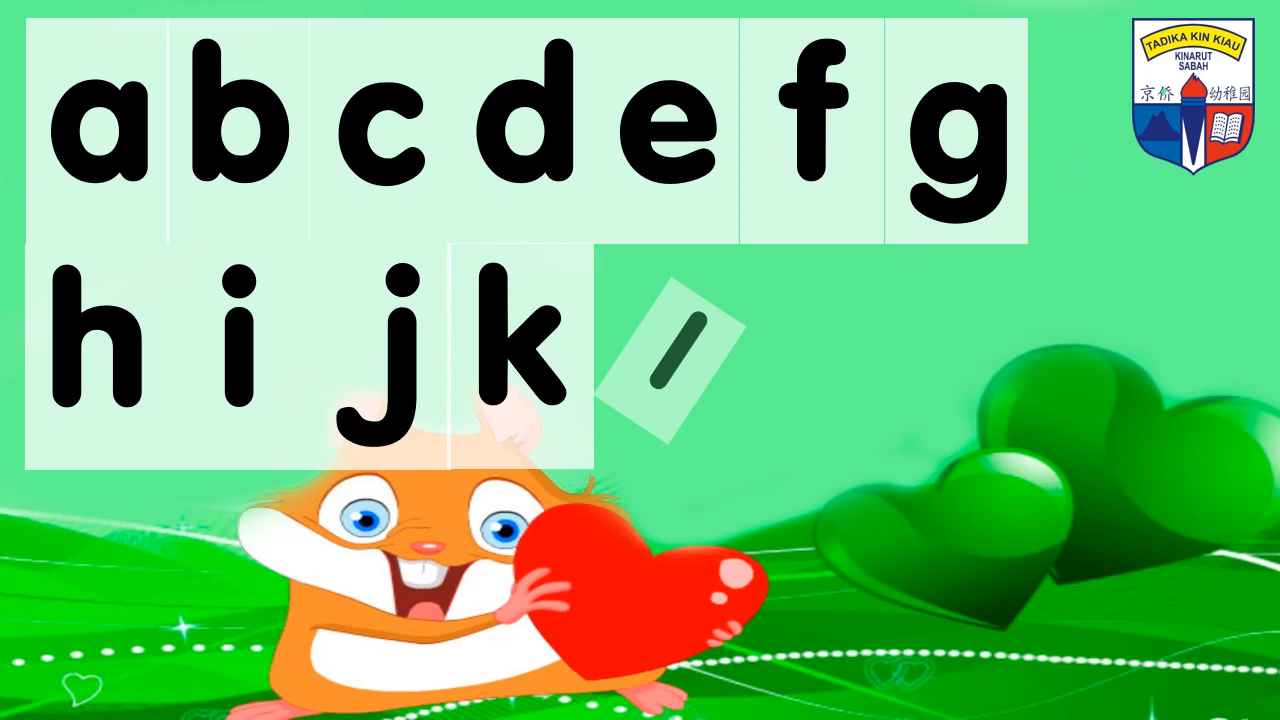 a b c d e f g
h i j k l
TADIKA KIN KIAU
KINARUT
SABAH
京侨 幼稚园